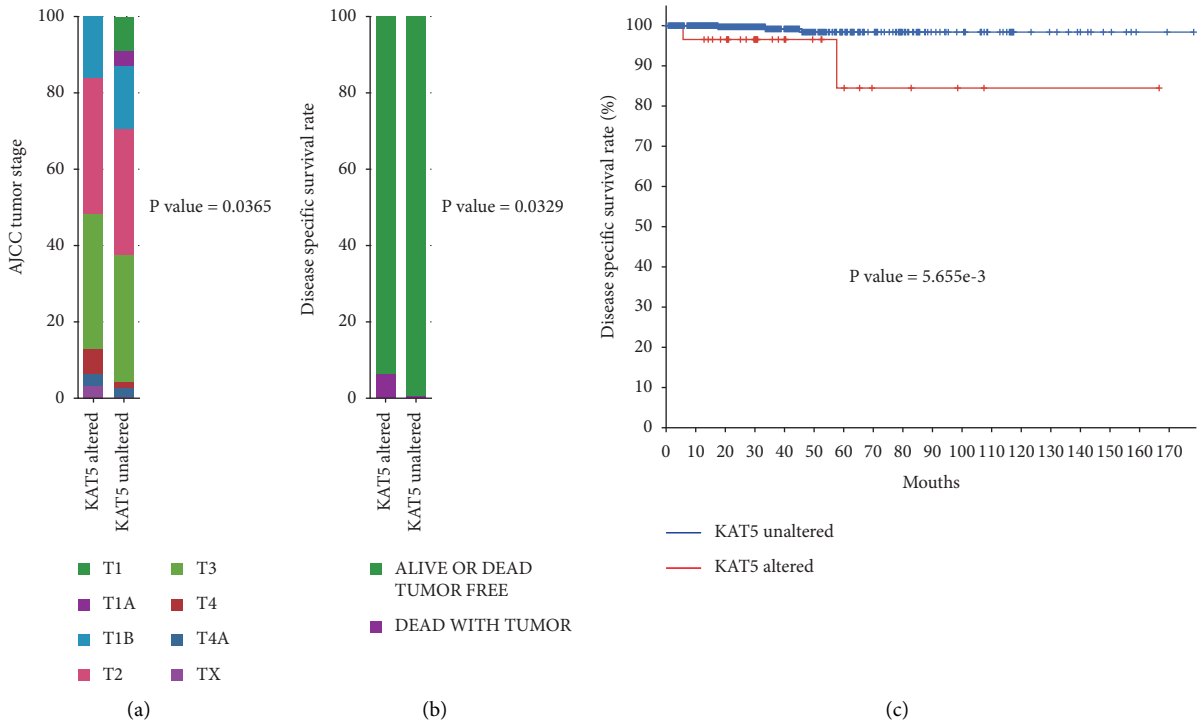 AJCC tumor stage
100
80
60
40
20
0
KAT5 altered
KAT5 unaltered
P value = 0.0365
T1
T1A
T1B
T2
T3
T4
T4A
TX
(a)
Disease specific survival rate
100
80
60
40
20
0
KAT5 altered
KAT5 unaltered
P value = 0.0329
ALIVE OR DEAD
TUMOR FREE
DEAD WITH TUMOR
(b)
Disease specific survival rate (%)
100
90
80
70
60
50
40
30
20
10
0
P value = 5.655e-3
0 10 20 30 40 50 60 70 80 90 100 110 120 130 140 150 160 170
Mouths
KAT5 unaltered
KAT5 altered
(c)